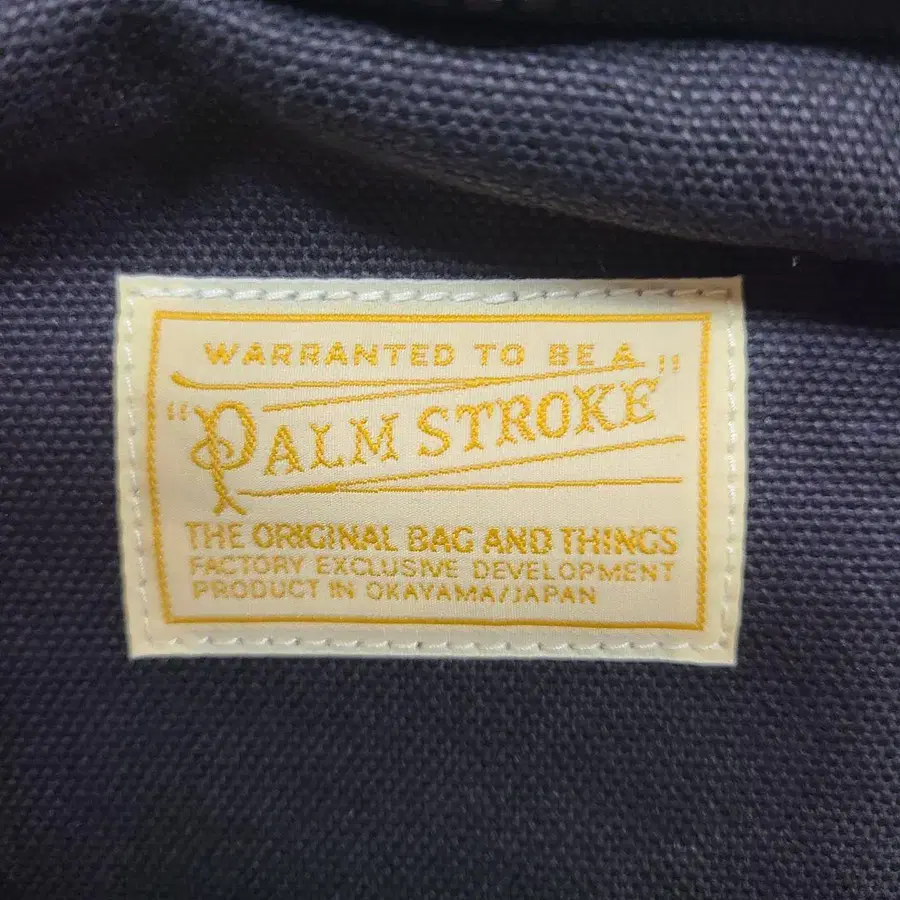 WARRANTED TO BE A
"PALM STROKE"
THE ORIGINAL BAG AND THINGS
FACTORY EXCLUSIVE DEVELOPMENT
PRODUCT IN OKAYAMA/JAPAN